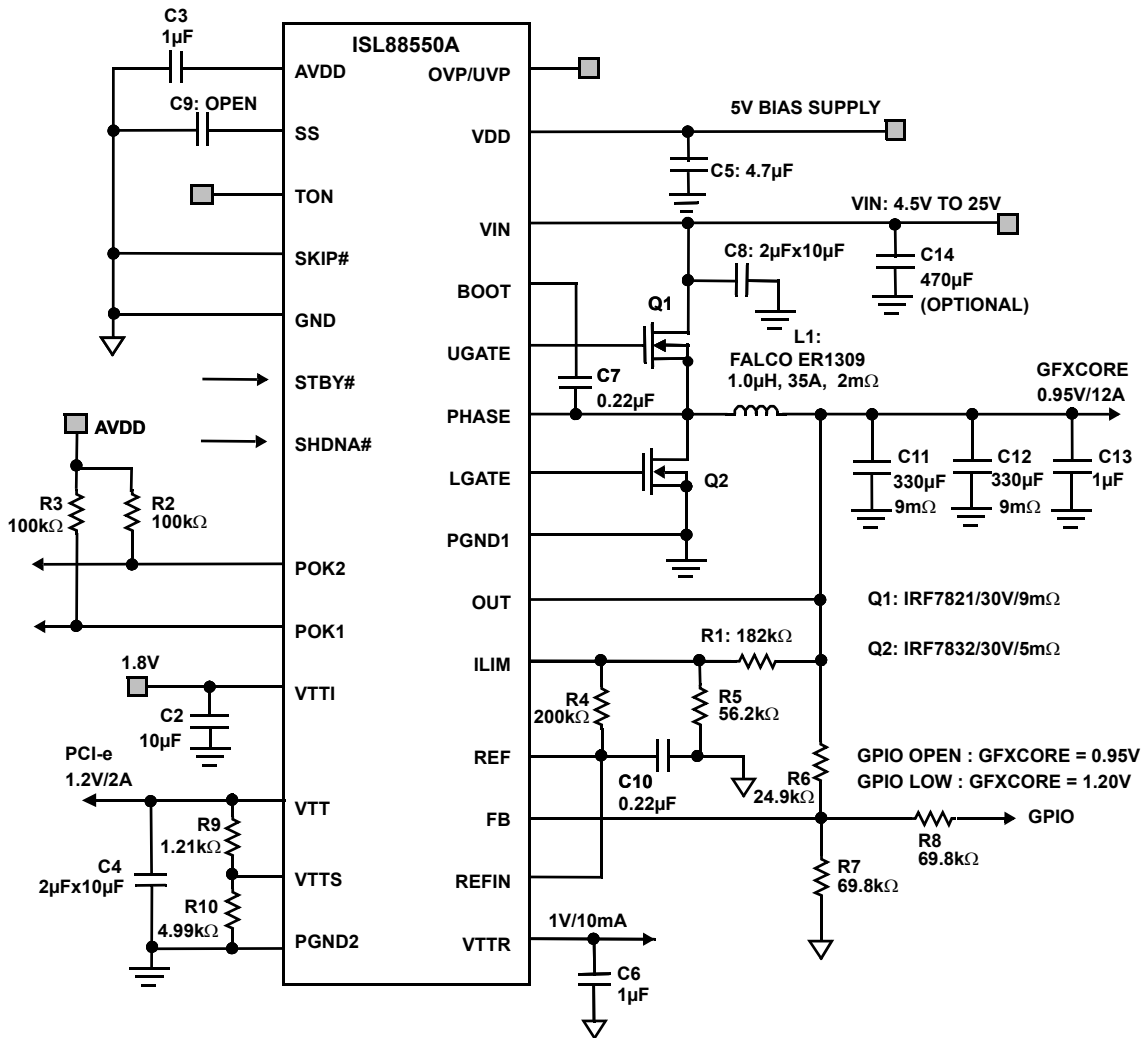 C3
1µF
ISL88550A
AVDD
OVP/UVP
C9: OPEN
5V BIAS SUPPLY
SS
VDD
C5: 4.7µF
TON
VIN: 4.5V TO 25V
VIN
SKIP#
C8: 2µFx10µF
C14
470µF
(OPTIONAL)
BOOT
Q1
GND
L1:
FALCO ER1309
1.0µH, 35A, 2mΩ
UGATE
C7
0.22µF
GFXCORE
0.95V/12A
STBY#
PHASE
AVDD
SHDNA#
C11
330µF
9mΩ
C12
330µF
9mΩ
C13
1µF
LGATE
Q2
R3
100kΩ
R2
100kΩ
PGND1
POK2
OUT
Q1: IRF7821/30V/9mΩ
POK1
R1: 182kΩ
Q2: IRF7832/30V/5mΩ
1.8V
ILIM
VTTI
R4
200kΩ
R5
56.2kΩ
C2
10µF
PCI-e
1.2V/2A
REF
C10
0.22µF
R6
24.9kΩ
GPIO OPEN : GFXCORE = 0.95V
GPIO LOW : GFXCORE = 1.20V
VTT
FB
GPIO
R9
1.21kΩ
R8
69.8kΩ
C4
2µFx10µF
VTTS
REFIN
R7
69.8kΩ
R10
4.99kΩ
1V/10mA
PGND2
VTTR
C6
1µF